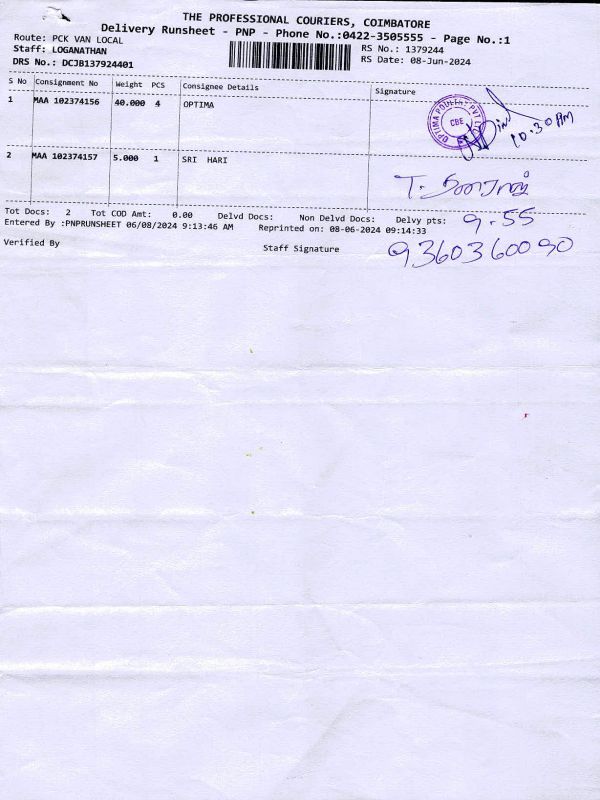 THE PROFESSIONAL COURIERS, COIMBATORE
Delivery Runsheet - PNP - Phone No.:0422-3505555 - Page No.:1
Route: PCK VAN LOCAL
RS No.: 1379244
Staff: LOGANATHAN
RS Date: 08-Jun-2024
DRS No.: DCJB137924401
S No Consignment No Weight PCS Consignee Details Signature
1 MAA 102374156 40.000 4 OPTIMA
OPTIMA POULTRY PVT LTD
CBE
10.30 AM
2 MAA 102374157 5.000 1 SRI HARI
Tot Docs: 2 Tot COD Amt: 0.00 Delvd Docs: Non Delvd Docs: Delvy pts:
9.55
Entered By :PNPRUNSHEET 06/08/2024 9:13:46 AM Reprinted on: 08-06-2024 09:14:33
Verified By Staff Signature